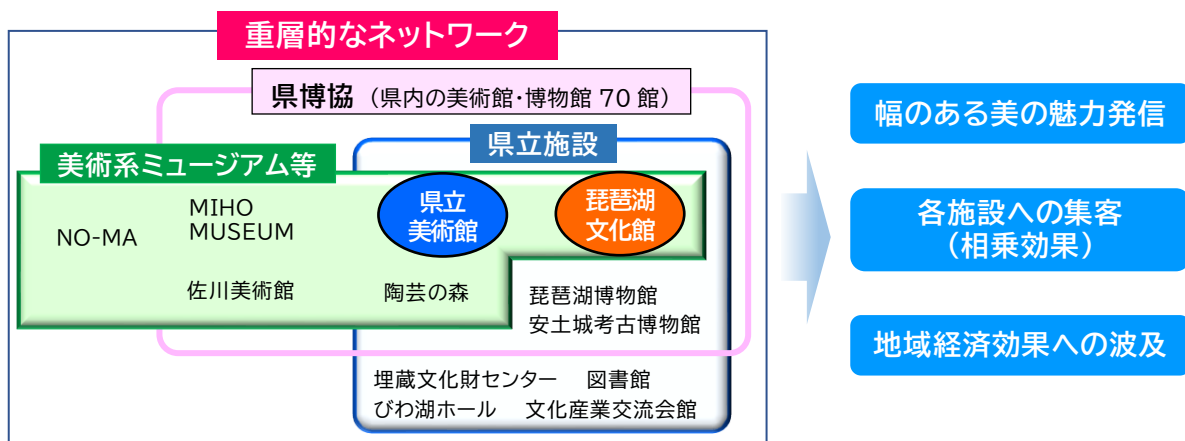 重層的なネットワーク
県博協（県内の美術館・博物館 70 館）
県立施設
美術系ミュージアム等
NO-MA
MIHO
MUSEUM
佐川美術館
県立
美術館
陶芸の森
琵琶湖
文化館
琵琶湖博物館
安土城考古博物館
埋蔵文化財センター 図書館
びわ湖ホール 文化産業交流会館
幅のある美の魅力発信
各施設への集客
（相乗効果）
地域経済効果への波及